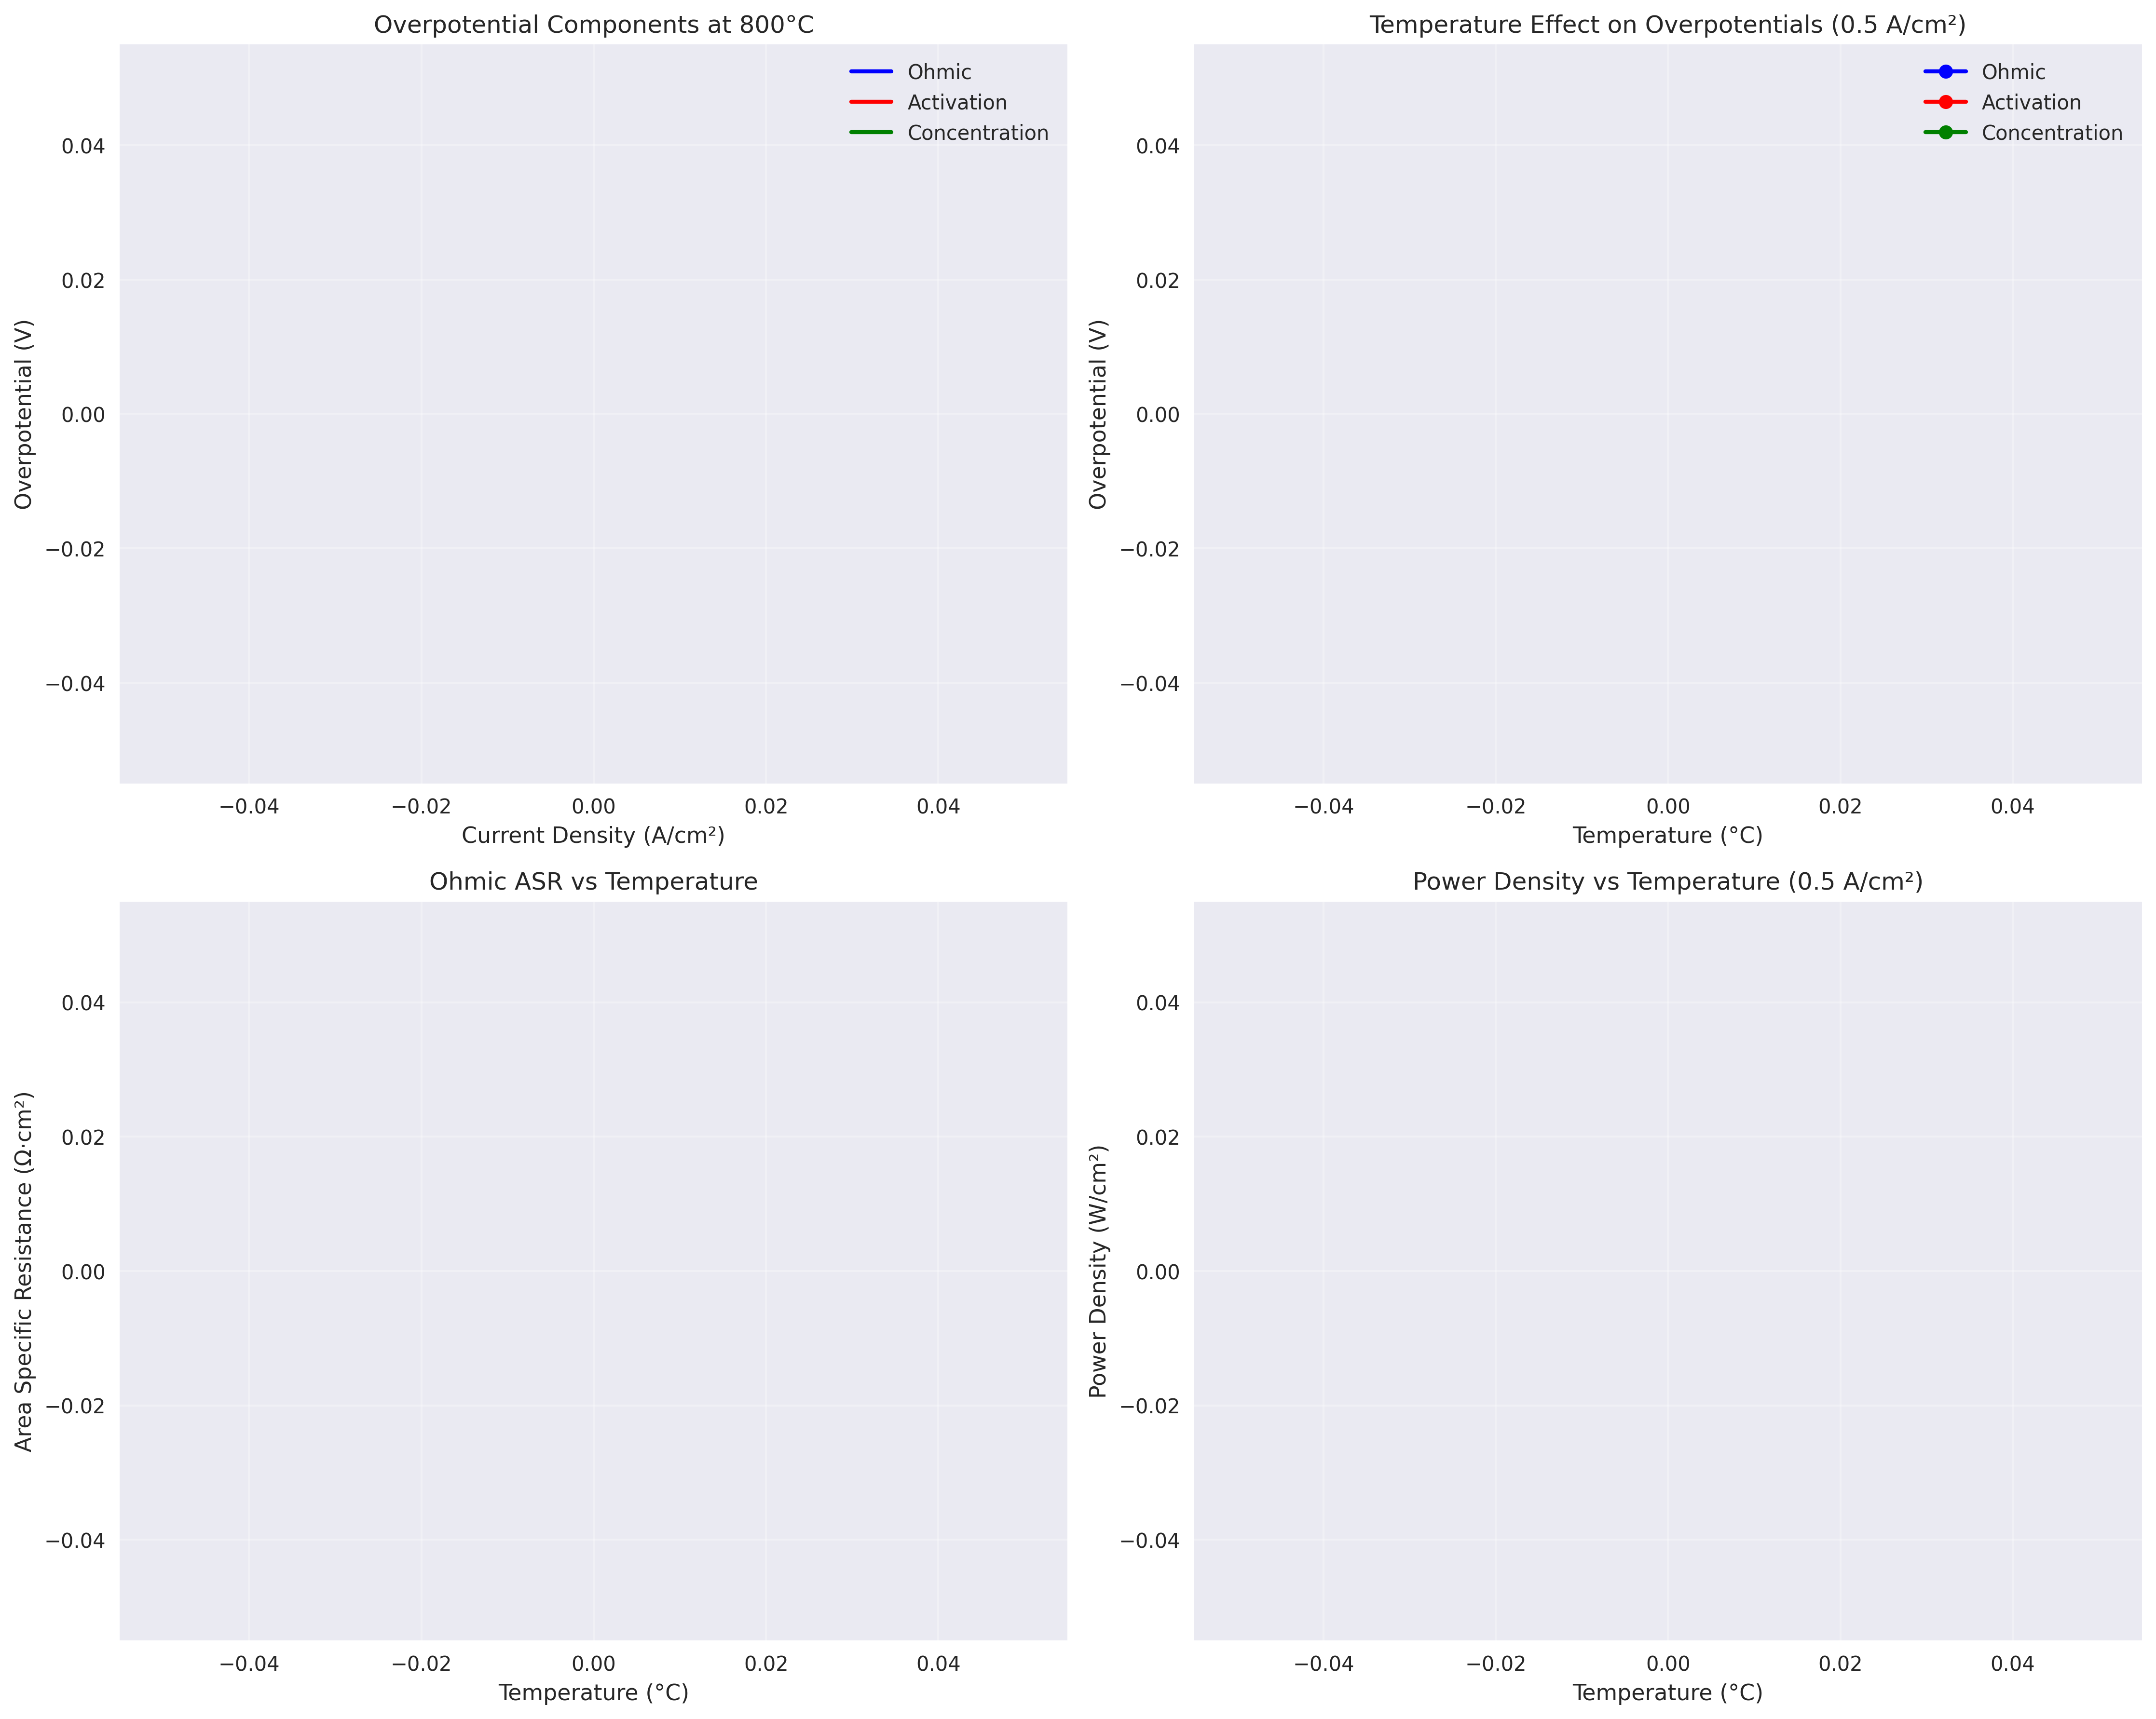 Overpotential Components at 800°C
Ohmic
Activation
Concentration
0.04
0.02
0.00
−0.02
−0.04
Overpotential (V)
−0.04 −0.02 0.00 0.02 0.04
Current Density (A/cm²)
Temperature Effect on Overpotentials (0.5 A/cm²)
Ohmic
Activation
Concentration
0.04
0.02
0.00
−0.02
−0.04
Overpotential (V)
−0.04 −0.02 0.00 0.02 0.04
Temperature (°C)
Ohmic ASR vs Temperature
0.04
0.02
0.00
−0.02
−0.04
Area Specific Resistance (Ω·cm²)
−0.04 −0.02 0.00 0.02 0.04
Temperature (°C)
Power Density vs Temperature (0.5 A/cm²)
0.04
0.02
0.00
−0.02
−0.04
Power Density (W/cm²)
−0.04 −0.02 0.00 0.02 0.04
Temperature (°C)